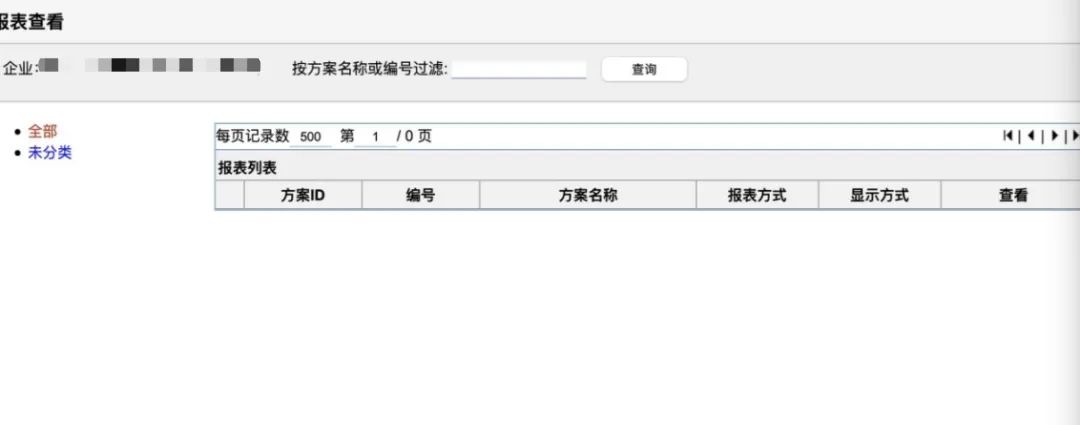 报表查看
企业: 按方案名称或编号过滤: 查询
全部
未分类
每页记录数 500 第 1 / 0 页
报表列表
方案ID 编号 方案名称 报表方式 显示方式 查看